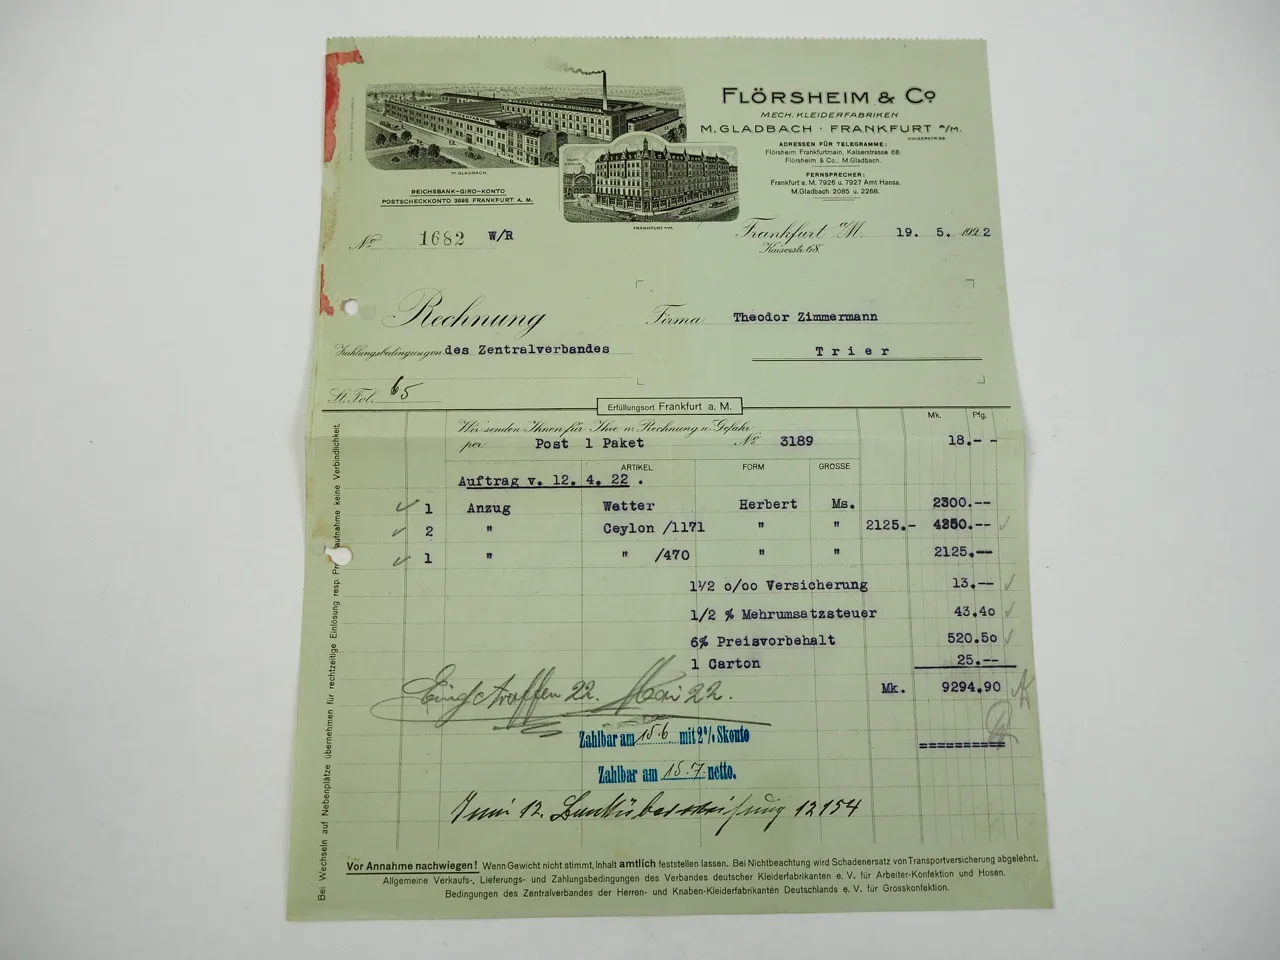 FLÖRSHEIM & Co
MECH. KLEIDERFABRIKEN
M. GLADBACH · FRANKFURT A/M.
KAISERSTR. 68.
ADRESSEN FÜR TELEGRAMME:
Flörsheim Frankfurtmain, Kaiserstrasse 68.
Flörsheim & Co., M.Gladbach.
FERNSPRECHER:
Frankfurt a. M. 7926 u. 7927 Amt Hansa.
M.Gladbach 2085 u. 2268.
M. GLADBACH.
FRANKFURT A/M.
REICHSBANK-GIRO-KONTO
POSTSCHECKKONTO 3898 FRANKFURT A. M.
No 1682 W/R
Frankfurt a/M. 19. 5. 1922
Kaiserstr. 68.
Rechnung
Firma Theodor Zimmermann
Zahlungsbedingungen des Zentralverbandes
Trier
St. Fol. 65
Erfüllungsort Frankfurt a. M.
Mk. Pfg.
Wir senden Ihnen für Ihre w. Rechnung u. Gefahr
per Post 1 Paket No 3189 18.- -
ARTIKEL FORM GROSSE
Auftrag v. 12. 4. 22 .
1 Anzug Wetter Herbert Ms. 2300.--
2 " Ceylon /1171 " " 2125.- 4250.--
1 " " /470 " " 2125.--
1½ o/oo Versicherung 13.--
1/2 % Mehrumsatzsteuer 43.40
6% Preisvorbehalt 520.50
1 Carton 25.--
Mk. 9294.90
Eingetroffen 22. Mai 22.
Zahlbar am 15.6 mit 2% Skonto
Zahlbar am 15.7 netto.
Juni 12. Banküberweisung 12154
Vor Annahme nachwiegen! Wenn Gewicht nicht stimmt, Inhalt amtlich feststellen lassen. Bei Nichtbeachtung wird Schadenersatz von Transportversicherung abgelehnt.
Allgemeine Verkaufs-, Lieferungs- und Zahlungsbedingungen des Verbandes deutscher Kleiderfabrikanten e. V. für Arbeiter-Konfektion und Hosen.
Bedingungen des Zentralverbandes der Herren- und Knaben-Kleiderfabrikanten Deutschlands e. V. für Grosskonfektion.
Bei Wechseln auf Nebenplätze übernehmen für rechtzeitige Einlösung resp. aufnahme keine Verbindlichkeit.